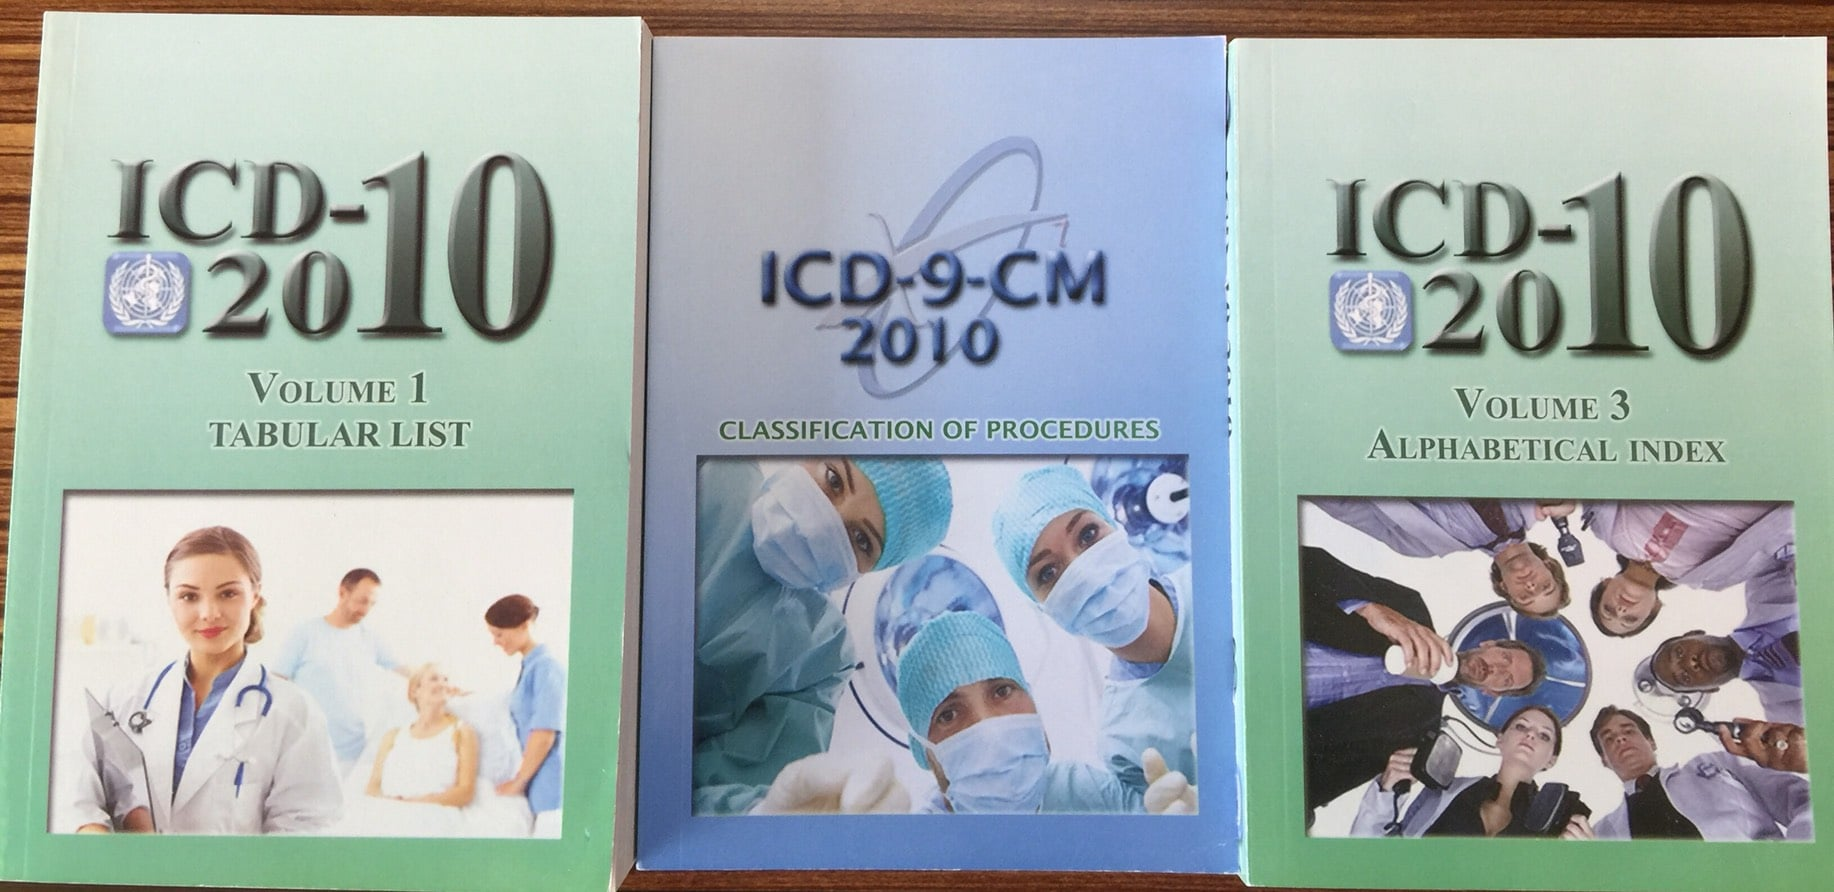 ICD-10
2010
VOLUME 1
TABULAR LIST
ICD-9-CM
2010
CLASSIFICATION OF PROCEDURES
ICD-10
2010
VOLUME 3
ALPHABETICAL INDEX